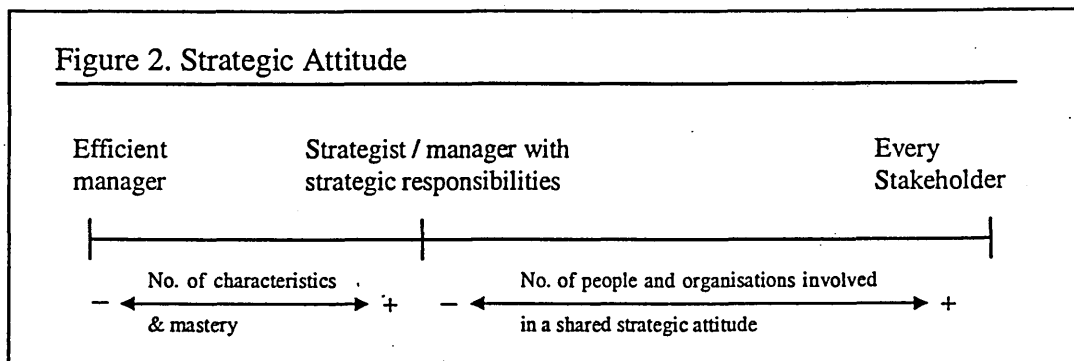 Figure 2. Strategic Attitude
Efficient
manager
Strategist / manager with
strategic responsibilities
Every
Stakeholder
No. of characteristics
& mastery
− +
No. of people and organisations involved
in a shared strategic attitude
− +